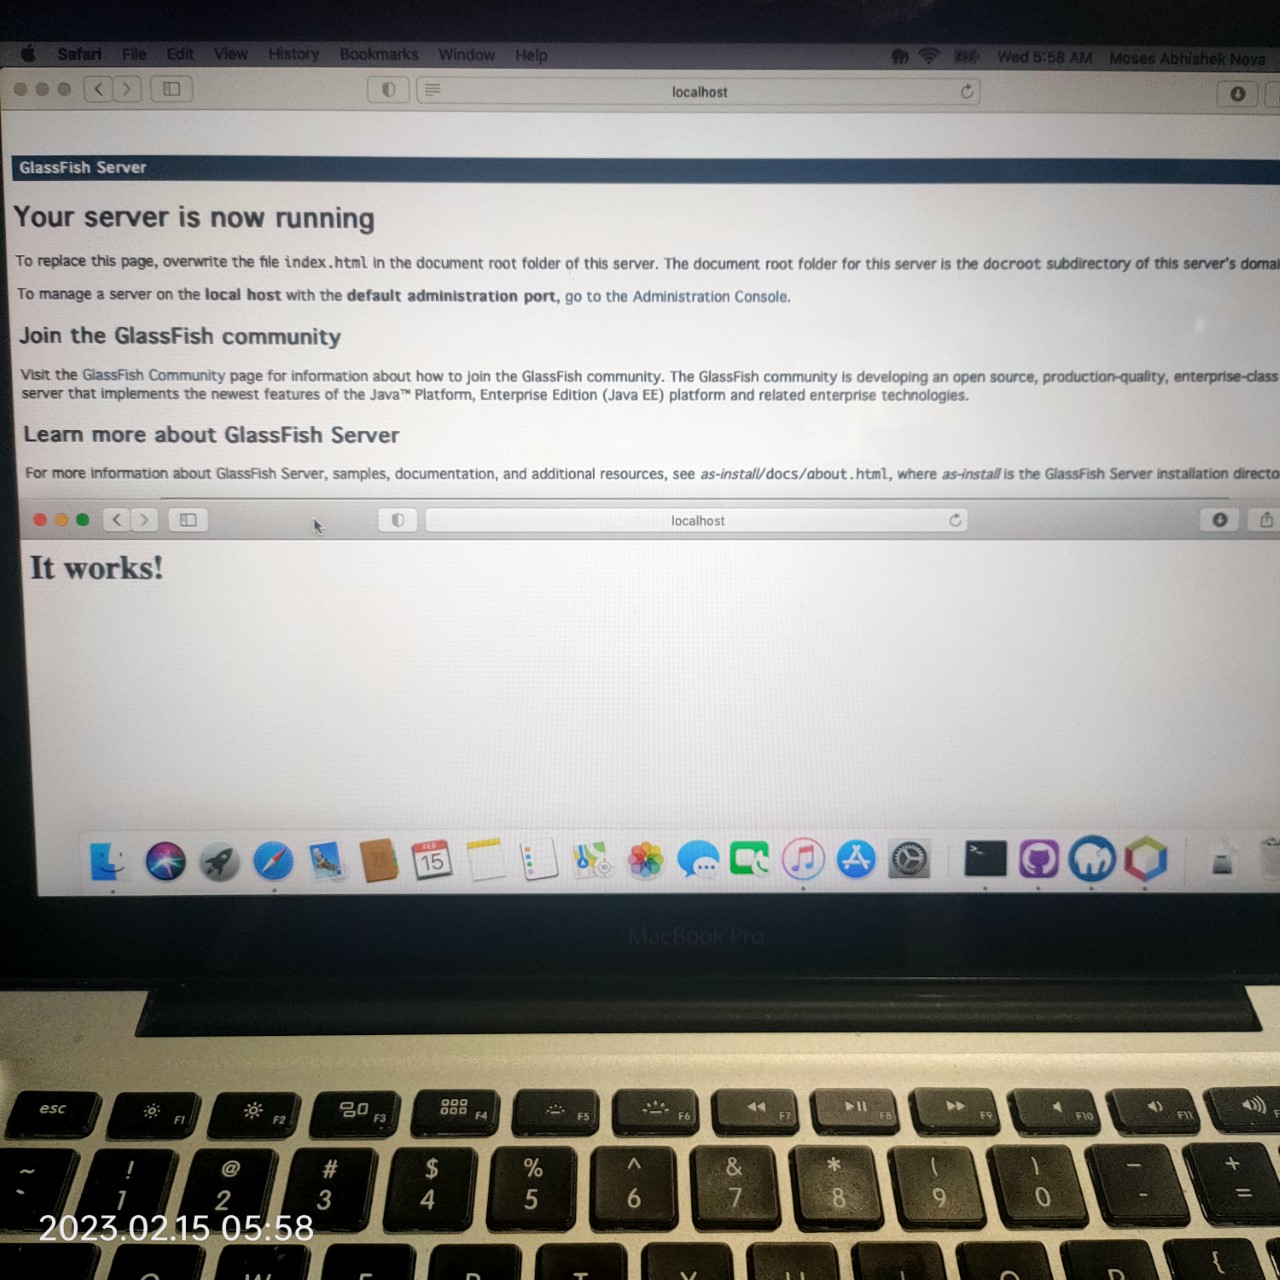 Safari File Edit View History Bookmarks Window Help Wed 5:58 AM Moses Abhishek Nova
localhost
GlassFish Server
Your server is now running
To replace this page, overwrite the file index.html in the document root folder of this server. The document root folder for this server is the docroot subdirectory of this server's domai
To manage a server on the local host with the default administration port, go to the Administration Console.
Join the GlassFish community
Visit the GlassFish Community page for information about how to join the GlassFish community. The GlassFish community is developing an open source, production-quality, enterprise-class
server that implements the newest features of the Java™ Platform, Enterprise Edition (Java EE) platform and related enterprise technologies.
Learn more about GlassFish Server
For more information about GlassFish Server, samples, documentation, and additional resources, see as-install/docs/about.html, where as-install is the GlassFish Server installation directo
localhost
It works!
FEB
15
MacBook Pro
esc F1 F2 F3 F4 F5 F6 F7 F8 F9 F10 F11
~ ! @ # $ % ^ & * ( ) – +
` 1 2 3 4 5 6 7 8 9 0 - =
2023.02.15 05:58
{